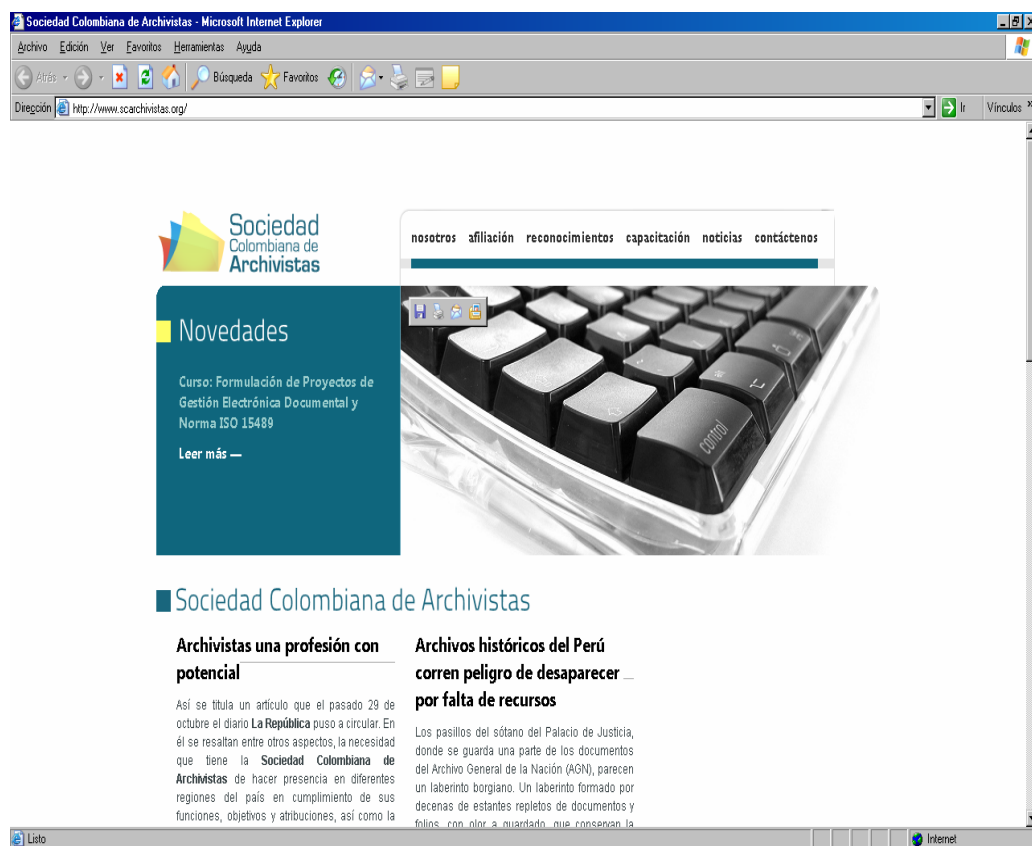 Sociedad Colombiana de Archivistas - Microsoft Internet Explorer
Archivo Edición Ver Favoritos Herramientas Ayuda
Atrás Búsqueda Favoritos
Dirección http://www.scarchivistas.org/ Ir Vínculos »
Sociedad
Colombiana de
Archivistas
nosotros afiliación reconocimientos capacitación noticias contáctenos
Novedades
Curso: Formulación de Proyectos de
Gestión Electrónica Documental y
Norma ISO 15489
Leer más —
control
Sociedad Colombiana de Archivistas
Archivistas una profesión con
potencial
Así se titula un artículo que el pasado 29 de
octubre el diario La República puso a circular. En
él se resaltan entre otros aspectos, la necesidad
que tiene la Sociedad Colombiana de
Archivistas de hacer presencia en diferentes
regiones del país en cumplimiento de sus
funciones, objetivos y atribuciones, así como la
Archivos históricos del Perú
corren peligro de desaparecer
por falta de recursos
Los pasillos del sótano del Palacio de Justicia,
donde se guarda una parte de los documentos
del Archivo General de la Nación (AGN), parecen
un laberinto borgiano. Un laberinto formado por
decenas de estantes repletos de documentos y
folios, con olor a guardado, que conservan la
Listo Internet